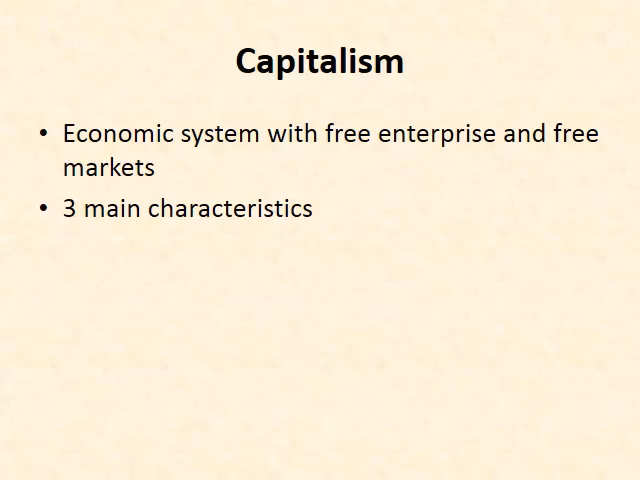 Capitalism
• Economic system with free enterprise and free
markets
• 3 main characteristics